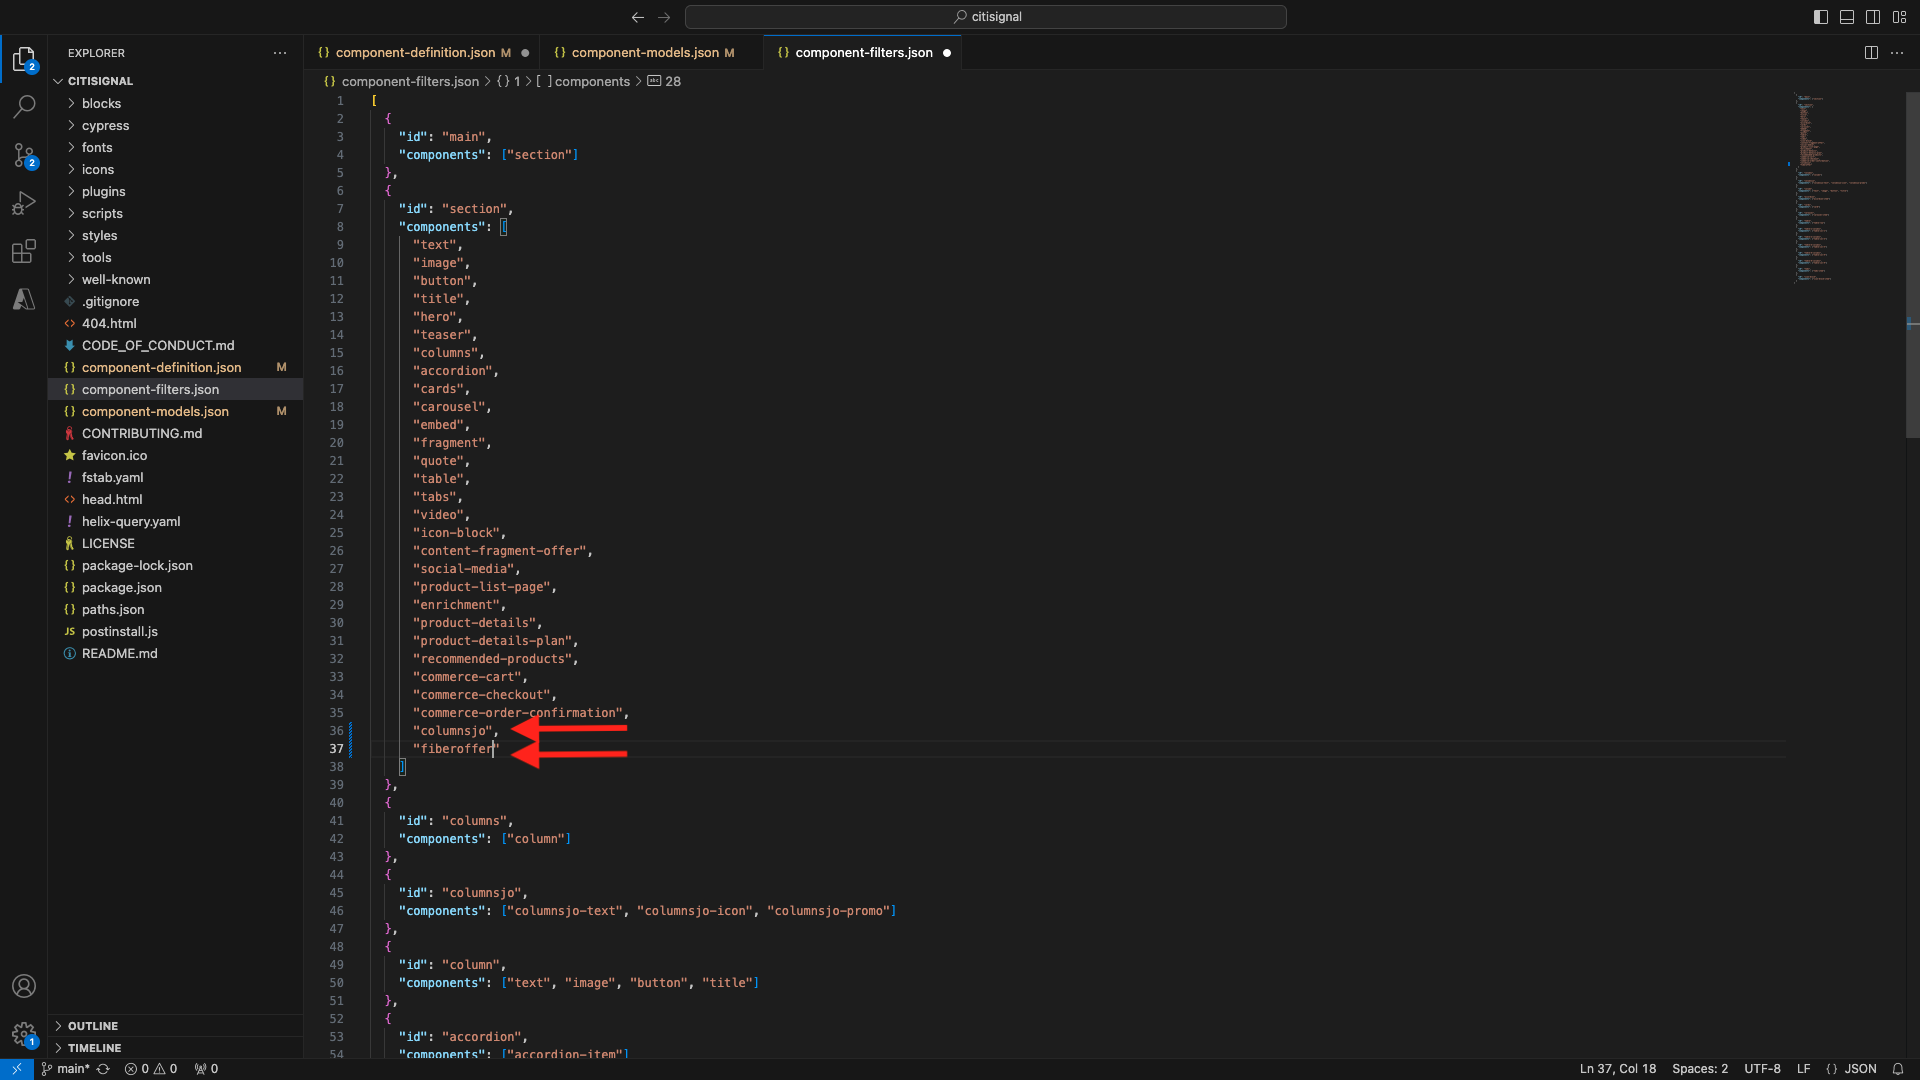 citisignal
EXPLORER
CITISIGNAL
blocks
cypress
fonts
icons
plugins
scripts
styles
tools
well-known
.gitignore
404.html
CODE_OF_CONDUCT.md
component-definition.json M
component-filters.json
component-models.json M
CONTRIBUTING.md
favicon.ico
fstab.yaml
head.html
helix-query.yaml
LICENSE
package-lock.json
package.json
paths.json
JS postinstall.js
README.md
OUTLINE
TIMELINE
2
2
1
{} component-definition.json M
{} component-models.json M
{} component-filters.json
{} component-filters.json > {} 1 > [ ] components > abc 28
1 [
2 {
3 "id": "main",
4 "components": ["section"]
5 },
6 {
7 "id": "section",
8 "components": [
9 "text",
10 "image",
11 "button",
12 "title",
13 "hero",
14 "teaser",
15 "columns",
16 "accordion",
17 "cards",
18 "carousel",
19 "embed",
20 "fragment",
21 "quote",
22 "table",
23 "tabs",
24 "video",
25 "icon-block",
26 "content-fragment-offer",
27 "social-media",
28 "product-list-page",
29 "enrichment",
30 "product-details",
31 "product-details-plan",
32 "recommended-products",
33 "commerce-cart",
34 "commerce-checkout",
35 "commerce-order-confirmation",
36 "columnsjo",
37 "fiberoffer"
38 ]
39 },
40 {
41 "id": "columns",
42 "components": ["column"]
43 },
44 {
45 "id": "columnsjo",
46 "components": ["columnsjo-text", "columnsjo-icon", "columnsjo-promo"]
47 },
48 {
49 "id": "column",
50 "components": ["text", "image", "button", "title"]
51 },
52 {
53 "id": "accordion",
54 "components": ["accordion-item"]
main* 0 0 0
Ln 37, Col 18 Spaces: 2 UTF-8 LF {} JSON